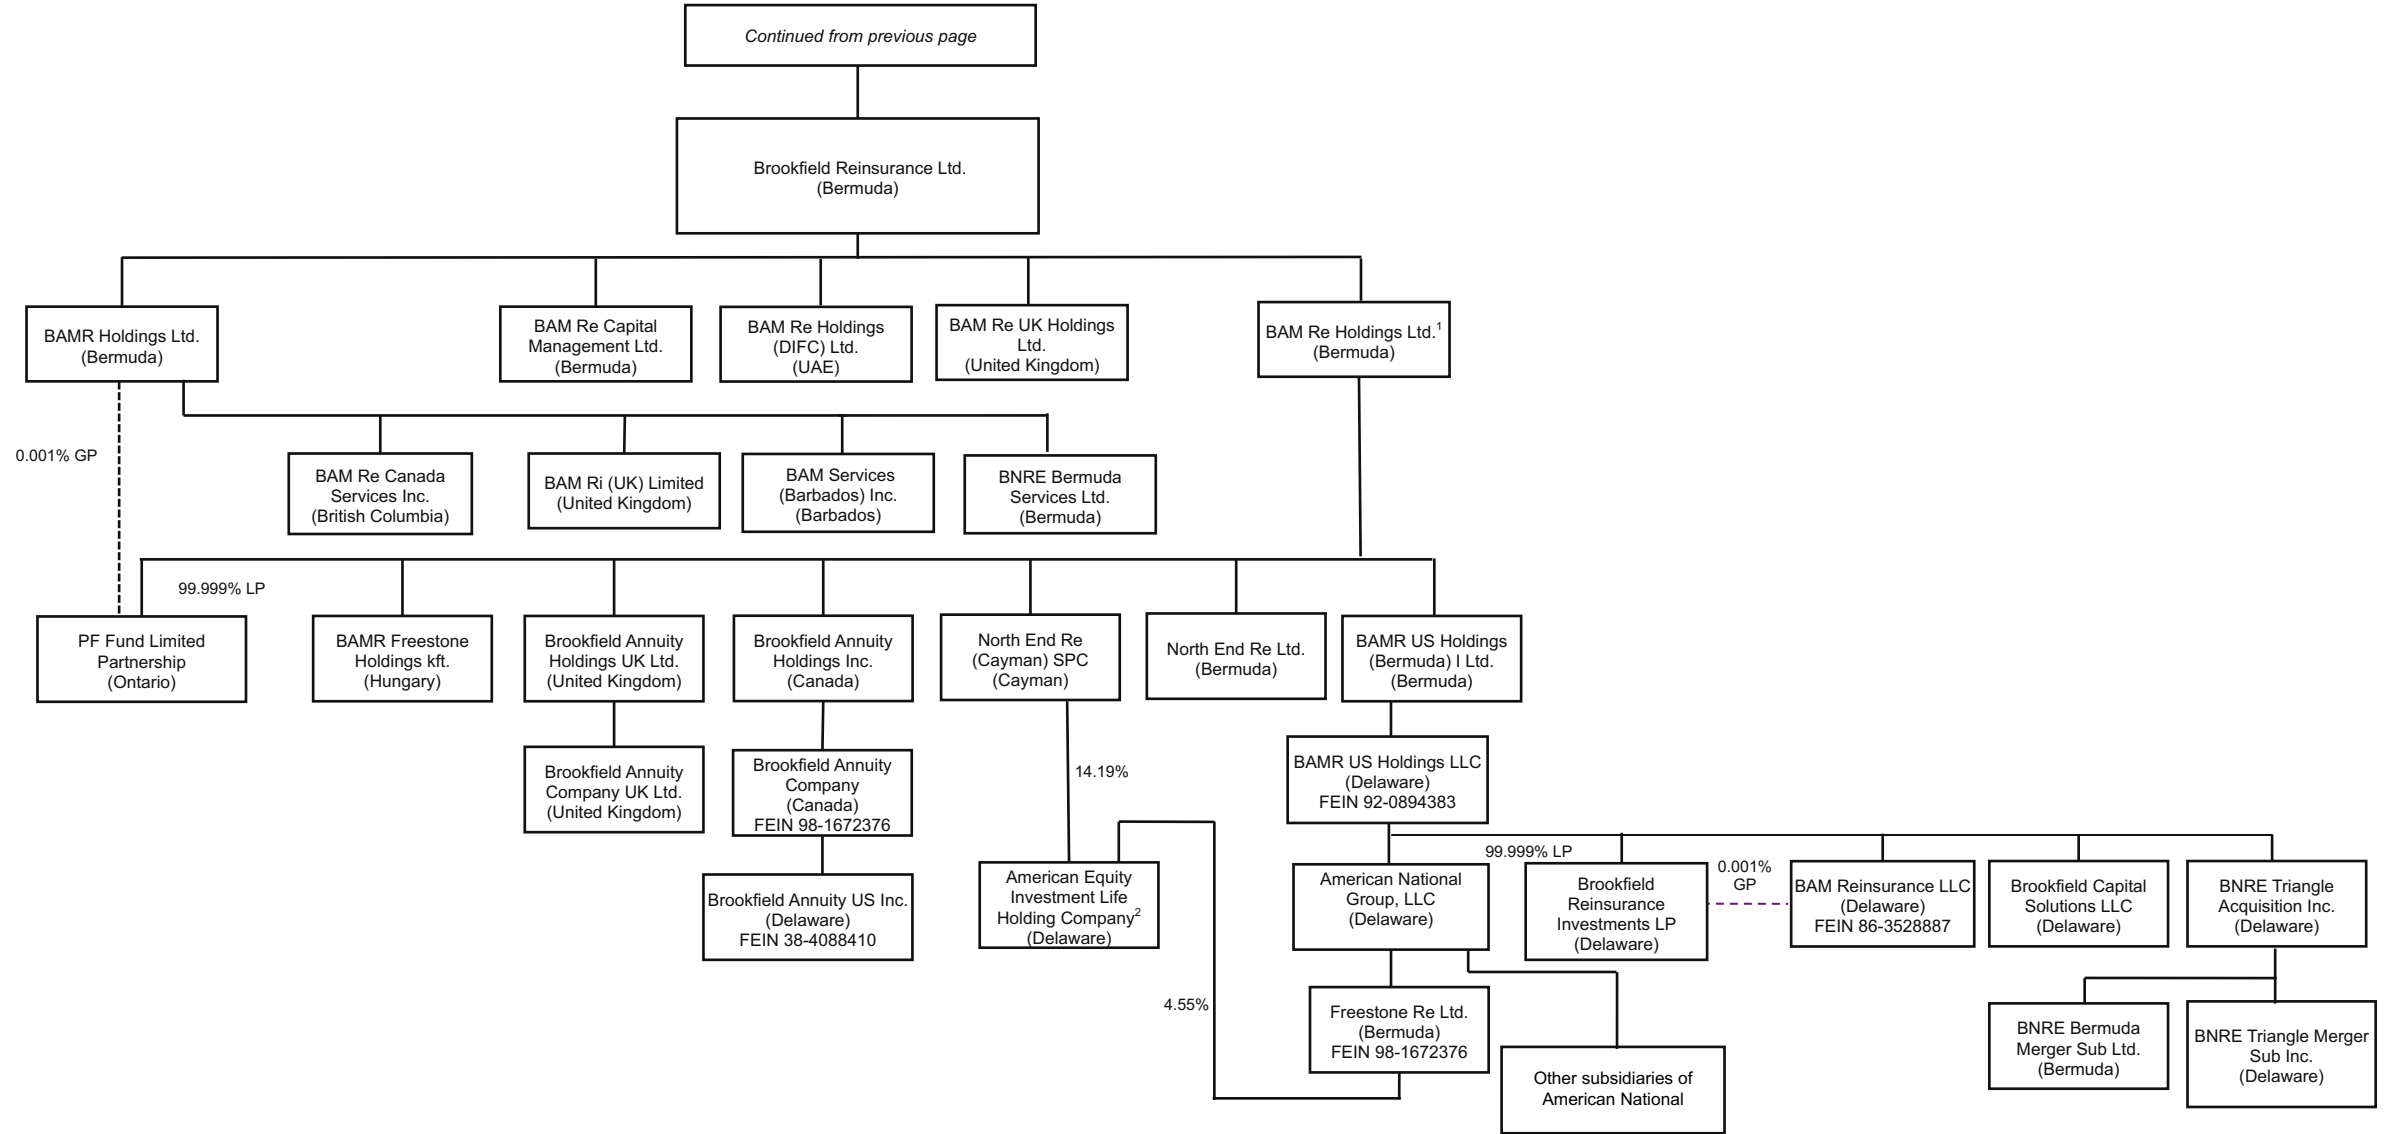 Continued from previous page
Brookfield Reinsurance Ltd.
(Bermuda)
BAMR Holdings Ltd.
(Bermuda)
BAM Re Capital
Management Ltd.
(Bermuda)
BAM Re Holdings
(DIFC) Ltd.
(UAE)
BAM Re UK Holdings
Ltd.
(United Kingdom)
BAM Re Holdings Ltd.1
(Bermuda)
0.001% GP
BAM Re Canada
Services Inc.
(British Columbia)
BAM Ri (UK) Limited
(United Kingdom)
BAM Services
(Barbados) Inc.
(Barbados)
BNRE Bermuda
Services Ltd.
(Bermuda)
99.999% LP
PF Fund Limited
Partnership
(Ontario)
BAMR Freestone
Holdings kft.
(Hungary)
Brookfield Annuity
Holdings UK Ltd.
(United Kingdom)
Brookfield Annuity
Holdings Inc.
(Canada)
North End Re
(Cayman) SPC
(Cayman)
North End Re Ltd.
(Bermuda)
BAMR US Holdings
(Bermuda) I Ltd.
(Bermuda)
Brookfield Annuity
Company UK Ltd.
(United Kingdom)
Brookfield Annuity
Company
(Canada)
FEIN 98-1672376
14.19%
BAMR US Holdings LLC
(Delaware)
FEIN 92-0894383
Brookfield Annuity US Inc.
(Delaware)
FEIN 38-4088410
American Equity
Investment Life
Holding Company2
(Delaware)
American National
Group, LLC
(Delaware)
99.999% LP
Brookfield
Reinsurance
Investments LP
(Delaware)
0.001%
GP
BAM Reinsurance LLC
(Delaware)
FEIN 86-3528887
Brookfield Capital
Solutions LLC
(Delaware)
BNRE Triangle
Acquisition Inc.
(Delaware)
4.55%
Freestone Re Ltd.
(Bermuda)
FEIN 98-1672376
Other subsidiaries of
American National
BNRE Bermuda
Merger Sub Ltd.
(Bermuda)
BNRE Triangle Merger
Sub Inc.
(Delaware)